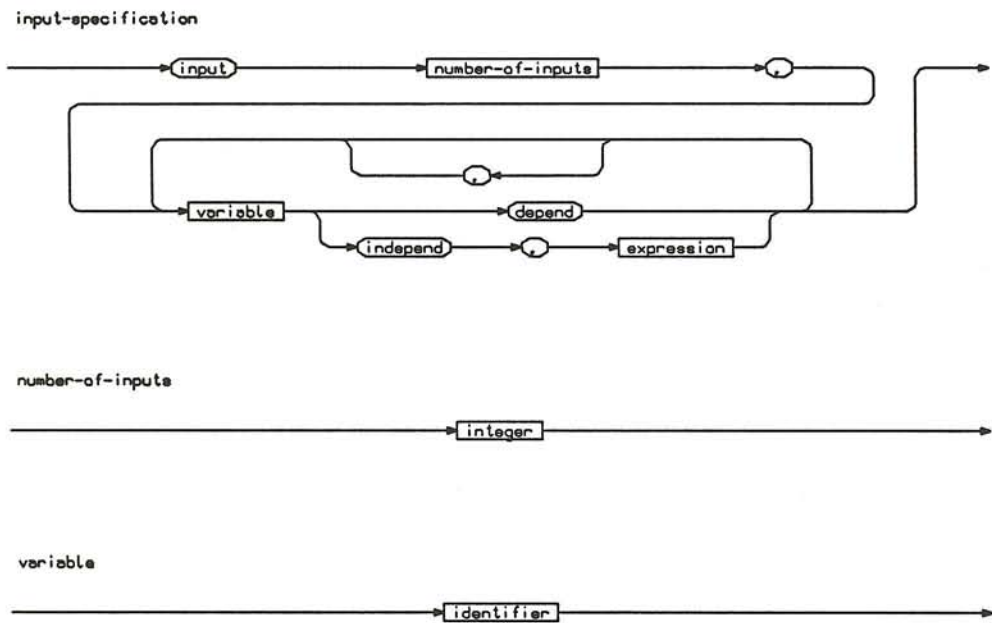 input-specification
input number-of-inputs ,
,
variable depend
independ , expression
number-of-inputs
integer
variable
identifier